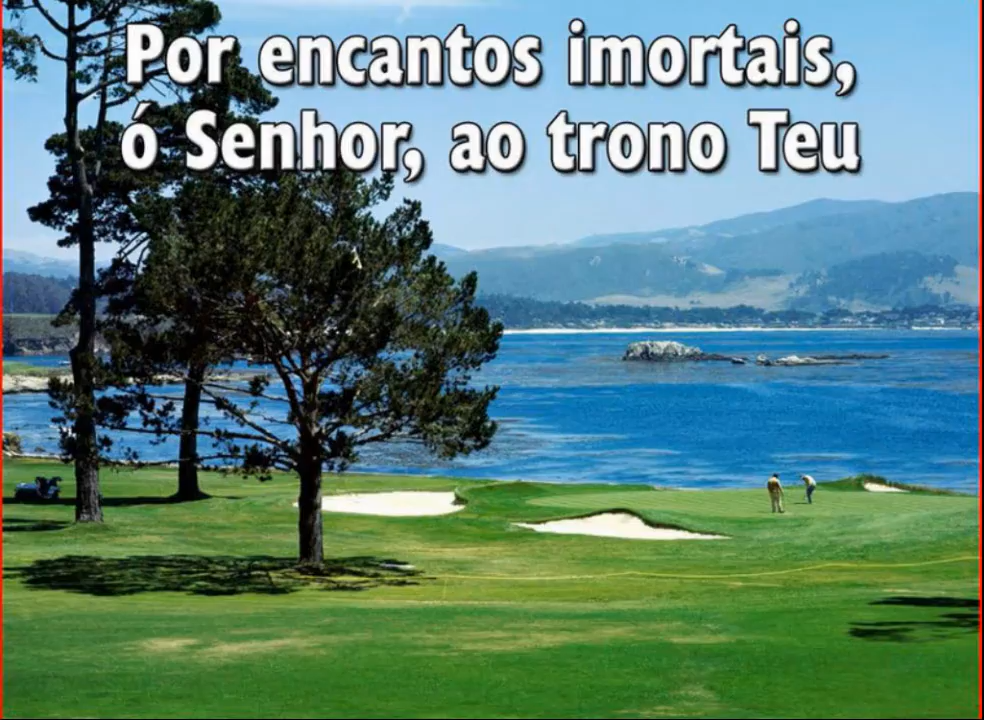 Por encantos imortais,
ó Senhor, ao trono Teu